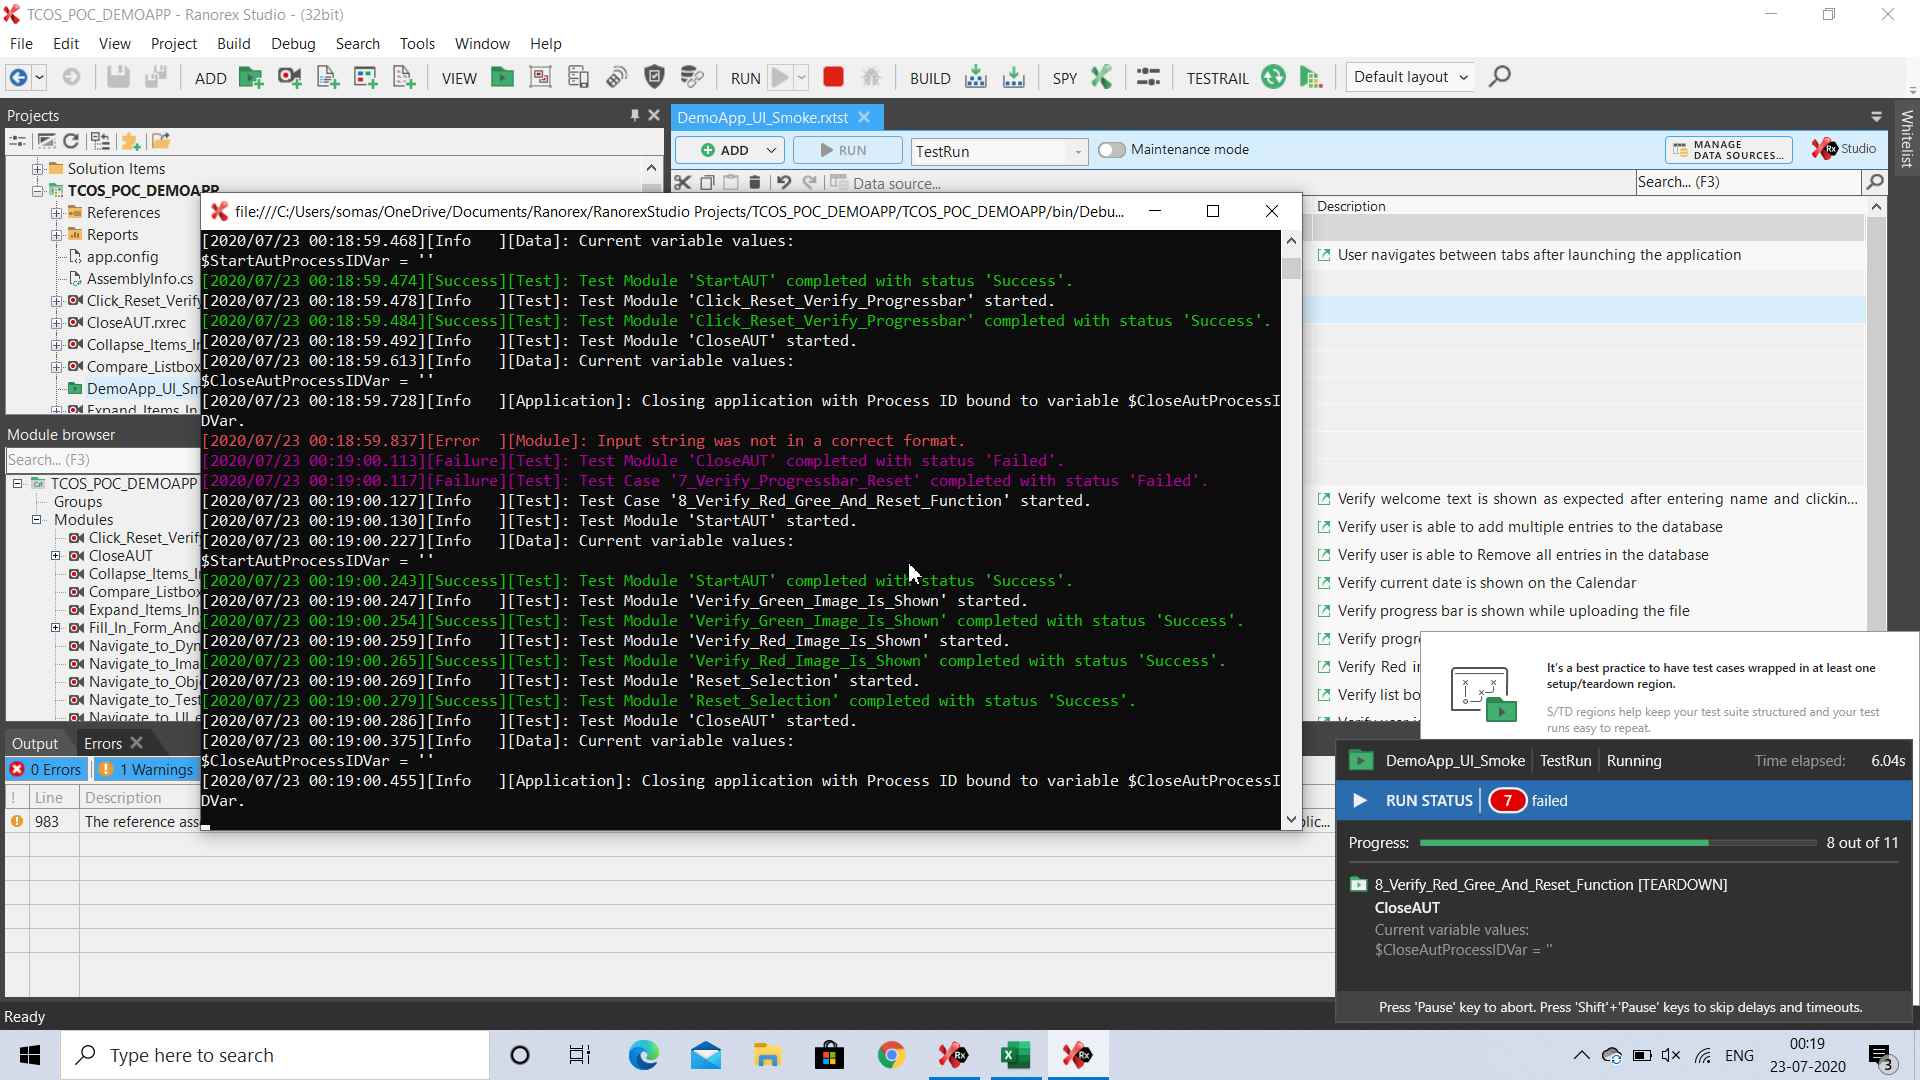 TCOS_POC_DEMOAPP - Ranorex Studio - (32bit)
File Edit View Project Build Debug Search Tools Window Help
ADD VIEW RUN BUILD SPY TESTRAIL Default layout
Projects
DemoApp_UI_Smoke.rxtst
Whitelist
ADD RUN TestRun Maintenance mode
MANAGE
DATA SOURCES...
Studio
Data source...
Search... (F3)
Solution Items
TCOS_POC_DEMOAPP
References
Reports
app.config
AssemblyInfo.cs
Click_Reset_Verify
CloseAUT.rxrec
Collapse_Items_In
Compare_Listbox
DemoApp_UI_Sm
Expand_Items_In
Module browser
Search... (F3)
TCOS_POC_DEMOAPP
Groups
Modules
Click_Reset_Verif
CloseAUT
Collapse_Items_I
Compare_Listbox
Expand_Items_In
Fill_In_Form_And
Navigate_to_Dyn
Navigate_to_Ima
Navigate_to_Obj
Navigate_to_Test
Navigate_to_UI_e
file:///C:/Users/somas/OneDrive/Documents/Ranorex/RanorexStudio Projects/TCOS_POC_DEMOAPP/TCOS_POC_DEMOAPP/bin/Debu...
[2020/07/23 00:18:59.468][Info   ][Data]: Current variable values:
$StartAutProcessIDVar = ''
[2020/07/23 00:18:59.474][Success][Test]: Test Module 'StartAUT' completed with status 'Success'.
[2020/07/23 00:18:59.478][Info   ][Test]: Test Module 'Click_Reset_Verify_Progressbar' started.
[2020/07/23 00:18:59.484][Success][Test]: Test Module 'Click_Reset_Verify_Progressbar' completed with status 'Success'.
[2020/07/23 00:18:59.492][Info   ][Test]: Test Module 'CloseAUT' started.
[2020/07/23 00:18:59.613][Info   ][Data]: Current variable values:
$CloseAutProcessIDVar = ''
[2020/07/23 00:18:59.728][Info   ][Application]: Closing application with Process ID bound to variable $CloseAutProcessI
DVar.
[2020/07/23 00:18:59.837][Error  ][Module]: Input string was not in a correct format.
[2020/07/23 00:19:00.113][Failure][Test]: Test Module 'CloseAUT' completed with status 'Failed'.
[2020/07/23 00:19:00.117][Failure][Test]: Test Case '7_Verify_Progressbar_Reset' completed with status 'Failed'.
[2020/07/23 00:19:00.127][Info   ][Test]: Test Case '8_Verify_Red_Gree_And_Reset_Function' started.
[2020/07/23 00:19:00.130][Info   ][Test]: Test Module 'StartAUT' started.
[2020/07/23 00:19:00.227][Info   ][Data]: Current variable values:
$StartAutProcessIDVar = ''
[2020/07/23 00:19:00.243][Success][Test]: Test Module 'StartAUT' completed with status 'Success'.
[2020/07/23 00:19:00.247][Info   ][Test]: Test Module 'Verify_Green_Image_Is_Shown' started.
[2020/07/23 00:19:00.254][Success][Test]: Test Module 'Verify_Green_Image_Is_Shown' completed with status 'Success'.
[2020/07/23 00:19:00.259][Info   ][Test]: Test Module 'Verify_Red_Image_Is_Shown' started.
[2020/07/23 00:19:00.265][Success][Test]: Test Module 'Verify_Red_Image_Is_Shown' completed with status 'Success'.
[2020/07/23 00:19:00.269][Info   ][Test]: Test Module 'Reset_Selection' started.
[2020/07/23 00:19:00.279][Success][Test]: Test Module 'Reset_Selection' completed with status 'Success'.
[2020/07/23 00:19:00.286][Info   ][Test]: Test Module 'CloseAUT' started.
[2020/07/23 00:19:00.375][Info   ][Data]: Current variable values:
$CloseAutProcessIDVar = ''
[2020/07/23 00:19:00.455][Info   ][Application]: Closing application with Process ID bound to variable $CloseAutProcessI
DVar.
Description
User navigates between tabs after launching the application
Verify welcome text is shown as expected after entering name and clickin...
Verify user is able to add multiple entries to the database
Verify user is able to Remove all entries in the database
Verify current date is shown on the Calendar
Verify progress bar is shown while uploading the file
Verify progre
Verify Red i
Verify list bo
It's a best practice to have test cases wrapped in at least one
setup/teardown region.
S/TD regions help keep your test suite structured and your test
runs easy to repeat.
Output Errors
0 Errors 1 Warnings
! Line Description
983 The reference ass
olic...
DemoApp_UI_Smoke TestRun Running Time elapsed: 6.04s
RUN STATUS 7 failed
Progress: 8 out of 11
8_Verify_Red_Gree_And_Reset_Function [TEARDOWN]
CloseAUT
Current variable values:
$CloseAutProcessIDVar = ''
Press 'Pause' key to abort. Press 'Shift'+'Pause' keys to skip delays and timeouts.
Ready
Type here to search
ENG
00:19
23-07-2020
3